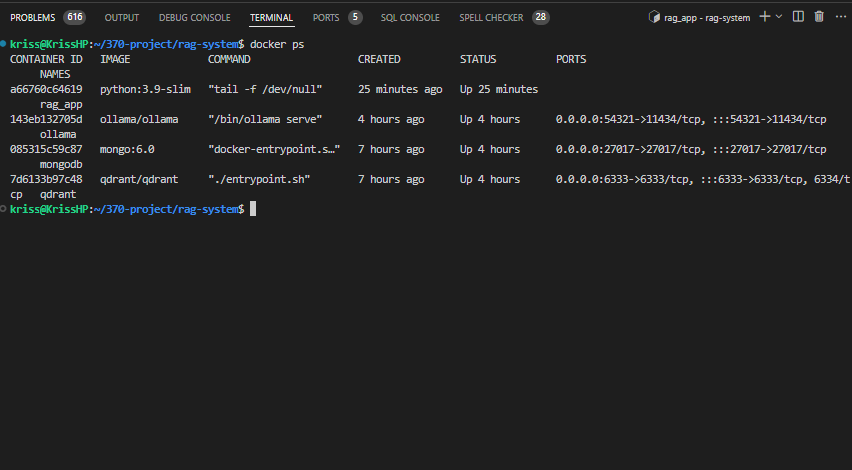 PROBLEMS 616 OUTPUT DEBUG CONSOLE TERMINAL PORTS 5 SQL CONSOLE SPELL CHECKER 28 rag_app - rag-system
kriss@KrissHP:~/370-project/rag-system$ docker ps
CONTAINER ID IMAGE COMMAND CREATED STATUS PORTS
NAMES
a66760c64619 python:3.9-slim "tail -f /dev/null" 25 minutes ago Up 25 minutes
rag_app
143eb132705d ollama/ollama "/bin/ollama serve" 4 hours ago Up 4 hours 0.0.0.0:54321->11434/tcp, :::54321->11434/tcp
ollama
085315c59c87 mongo:6.0 "docker-entrypoint.s…" 7 hours ago Up 4 hours 0.0.0.0:27017->27017/tcp, :::27017->27017/tcp
mongodb
7d6133b97c48 qdrant/qdrant "./entrypoint.sh" 7 hours ago Up 4 hours 0.0.0.0:6333->6333/tcp, :::6333->6333/tcp, 6334/t
cp qdrant
kriss@KrissHP:~/370-project/rag-system$